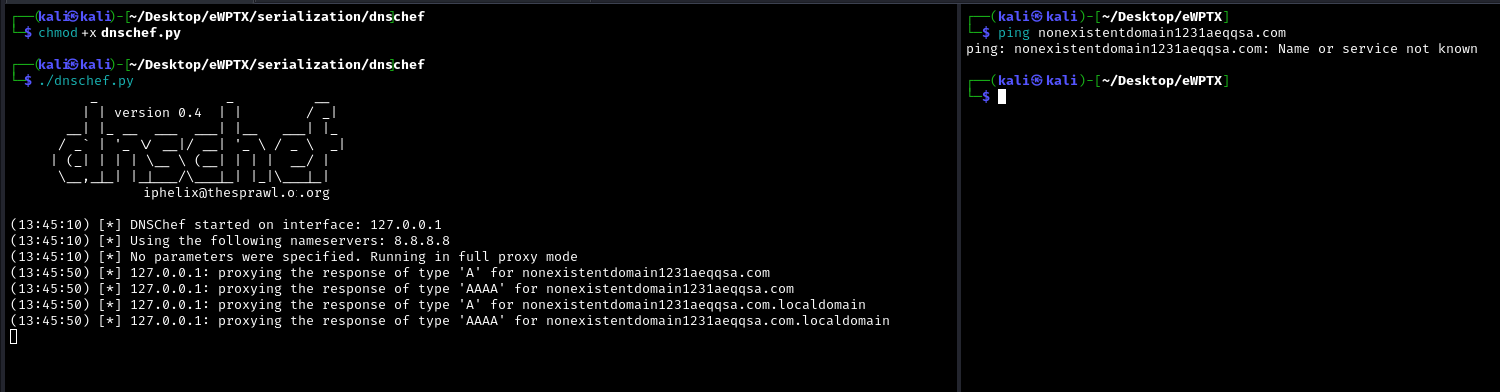 ┌──(kali㉿kali)-[~/Desktop/eWPTX/serialization/dnschef]
└─$ chmod +x dnschef.py
┌──(kali㉿kali)-[~/Desktop/eWPTX/serialization/dnschef]
└─$ ./dnschef.py
version 0.4
dnschef
iphelix@thesprawl.o
.org
(13:45:10) [*] DNSChef started on interface: 127.0.0.1
(13:45:10) [*] Using the following nameservers: 8.8.8.8
(13:45:10) [*] No parameters were specified. Running in full proxy mode
(13:45:50) [*] 127.0.0.1: proxying the response of type 'A' for nonexistentdomain1231aeqqsa.com
(13:45:50) [*] 127.0.0.1: proxying the response of type 'AAAA' for nonexistentdomain1231aeqqsa.com
(13:45:50) [*] 127.0.0.1: proxying the response of type 'A' for nonexistentdomain1231aeqqsa.com.localdomain
(13:45:50) [*] 127.0.0.1: proxying the response of type 'AAAA' for nonexistentdomain1231aeqqsa.com.localdomain
┌──(kali㉿kali)-[~/Desktop/eWPTX]
└─$ ping nonexistentdomain1231aeqqsa.com
ping: nonexistentdomain1231aeqqsa.com: Name or service not known
┌──(kali㉿kali)-[~/Desktop/eWPTX]
└─$